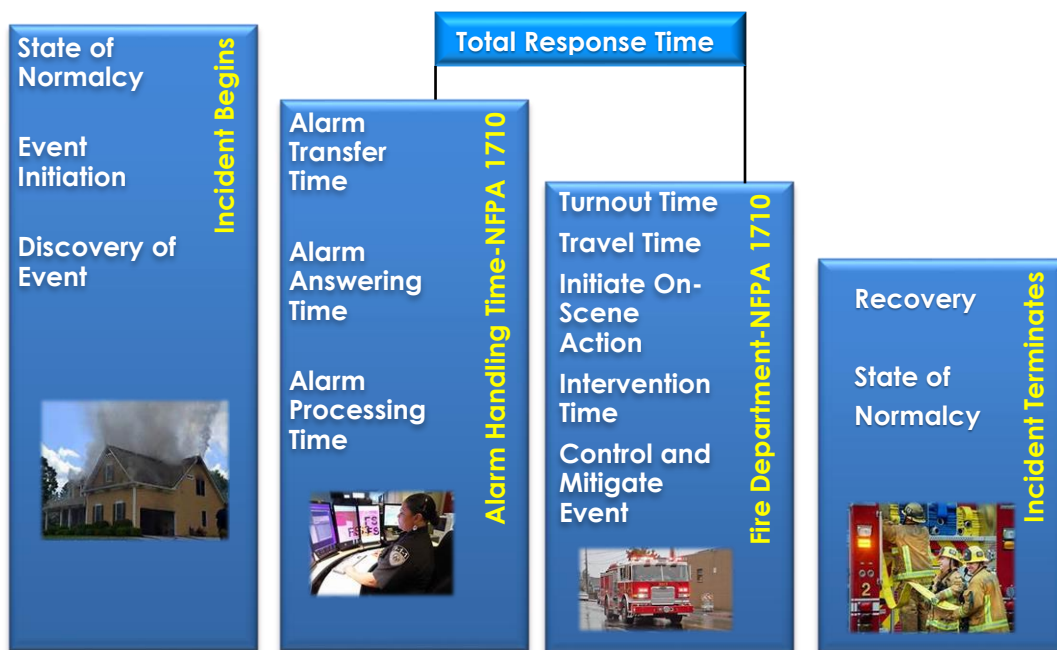 Total Response Time
State of
Normalcy
Event
Initiation
Discovery of
Event
Incident Begins
Alarm
Transfer
Time
Alarm
Answering
Time
Alarm
Processing
Time
Alarm Handling Time-NFPA 1710
Turnout Time
Travel Time
Initiate On-
Scene
Action
Intervention
Time
Control and
Mitigate
Event
Fire Department-NFPA 1710
Recovery
State of
Normalcy
Incident Terminates
2